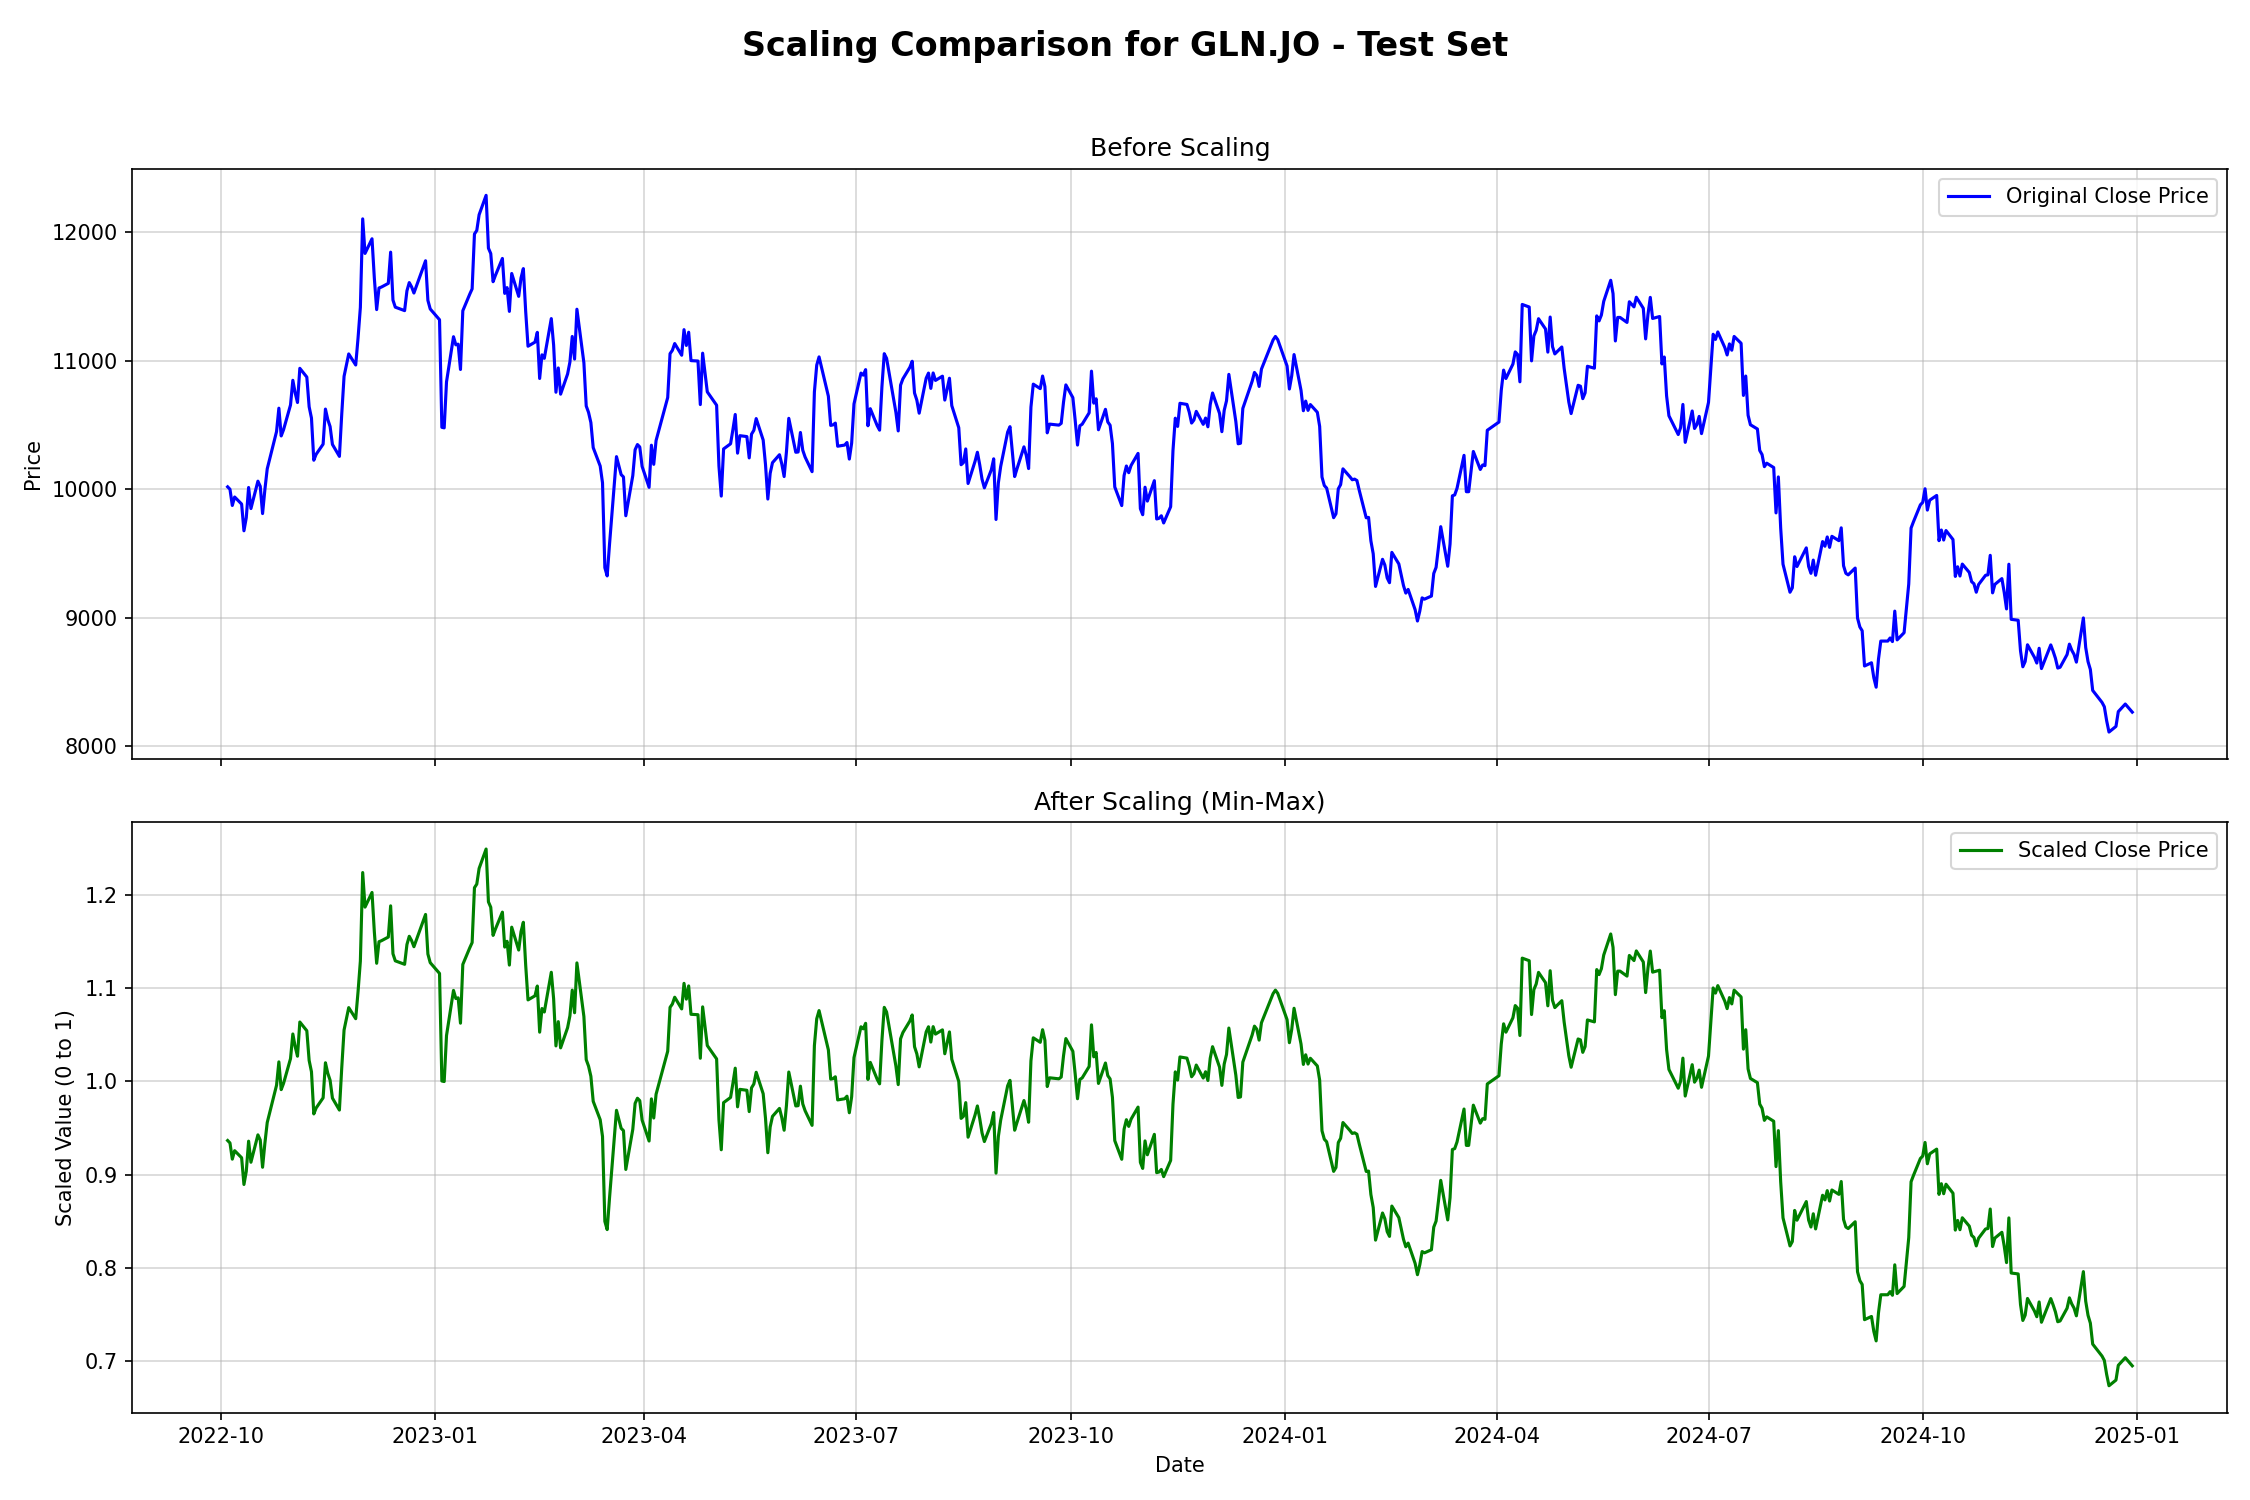 Scaling Comparison for GLN.JO - Test Set
Before Scaling
Original Close Price
Price
12000
11000
10000
9000
8000
After Scaling (Min-Max)
Scaled Close Price
Scaled Value (0 to 1)
1.2
1.1
1.0
0.9
0.8
0.7
2022-10 2023-01 2023-04 2023-07 2023-10 2024-01 2024-04 2024-07 2024-10 2025-01
Date